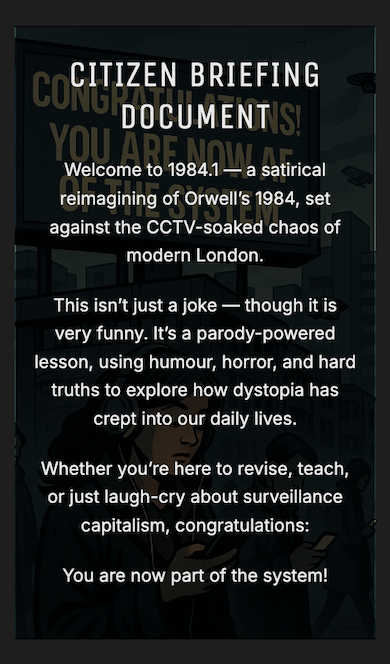 CITIZEN BRIEFING
DOCUMENT
Welcome to 1984.1 — a satirical
reimagining of Orwell's 1984, set
against the CCTV-soaked chaos of
modern London.
This isn't just a joke — though it is
very funny. It's a parody-powered
lesson, using humour, horror, and hard
truths to explore how dystopia has
crept into our daily lives.
Whether you're here to revise, teach,
or just laugh-cry about surveillance
capitalism, congratulations:
You are now part of the system!
CONGRATULATIONS!
YOU ARE NOW
OF THE SYSTEM